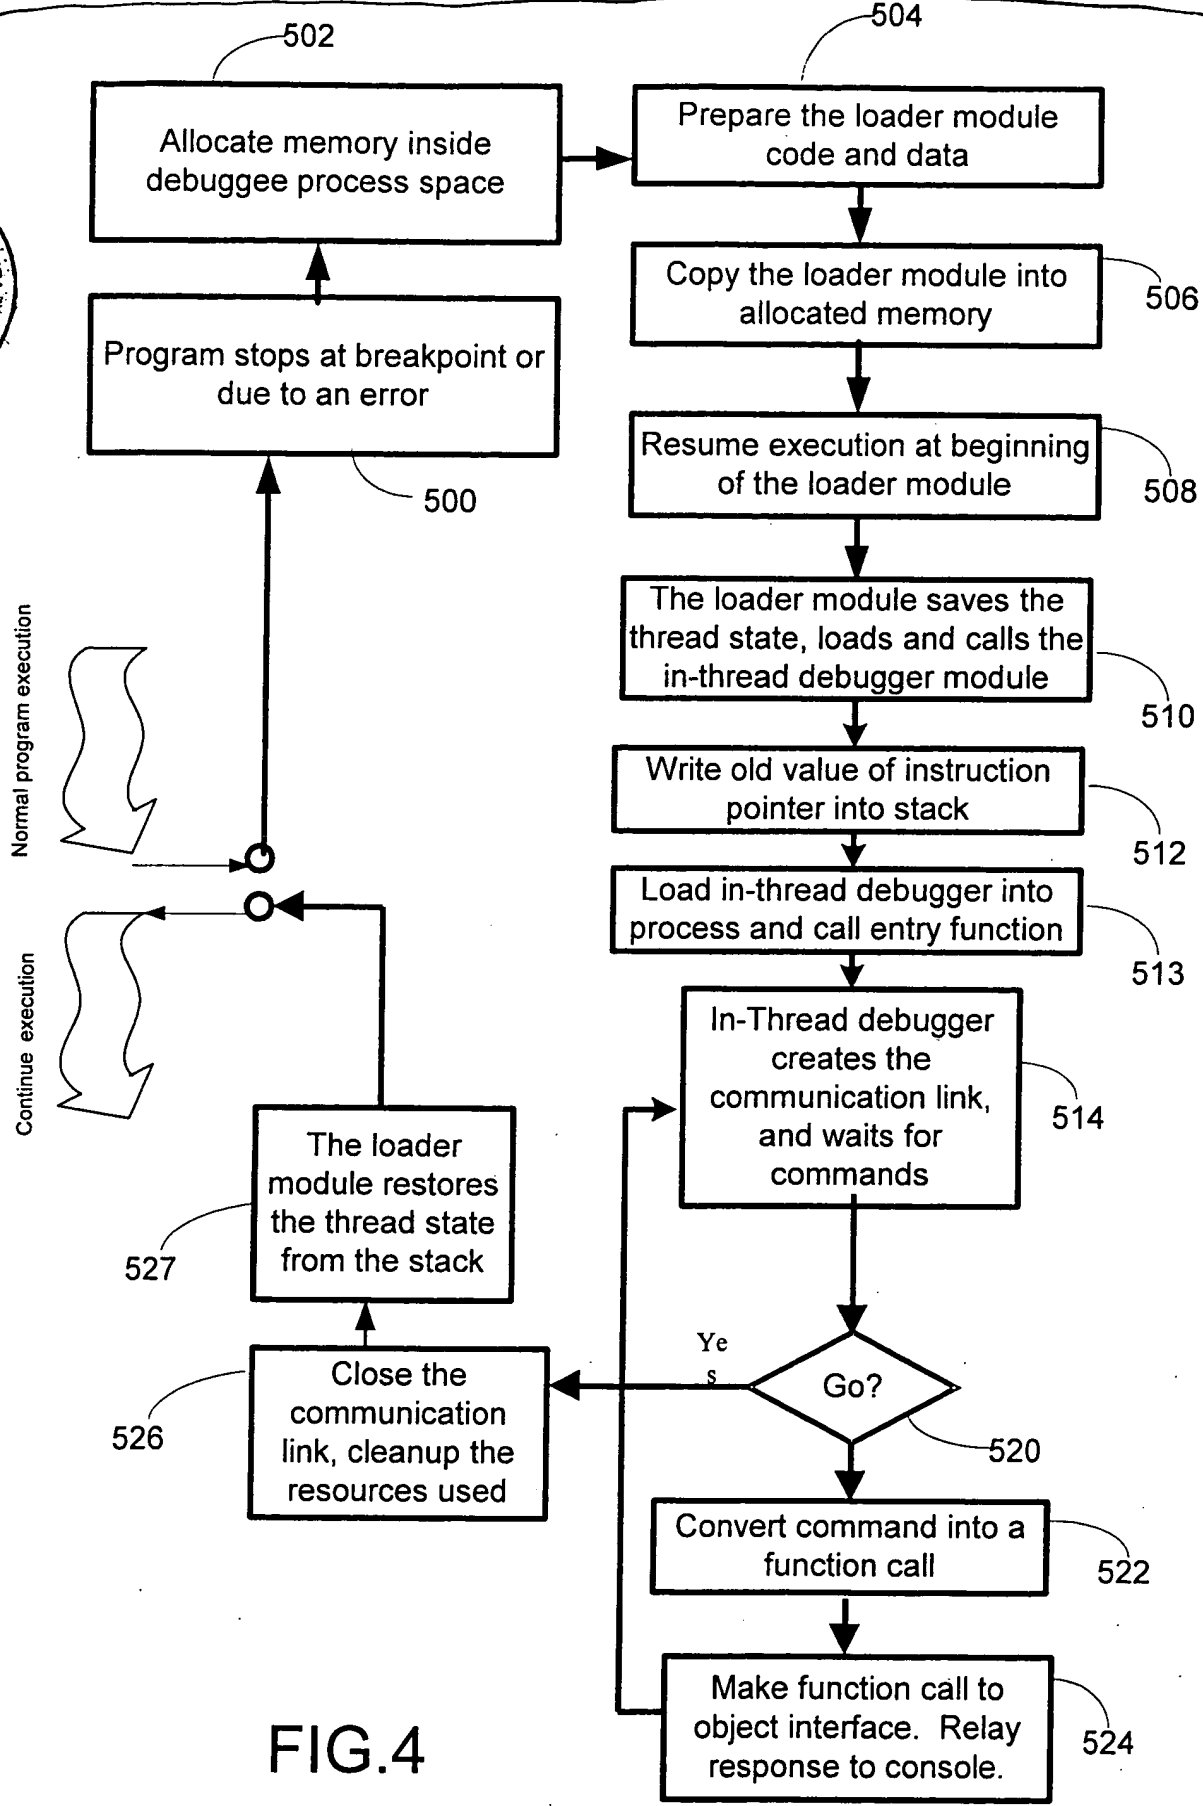 502
504
Allocate memory inside
debuggee process space
Prepare the loader module
code and data
Copy the loader module into
allocated memory
506
Program stops at breakpoint or
due to an error
500
Resume execution at beginning
of the loader module
508
The loader module saves the
thread state, loads and calls the
in-thread debugger module
510
Normal program execution
Write old value of instruction
pointer into stack
512
Load in-thread debugger into
process and call entry function
513
Continue execution
In-Thread debugger
creates the
communication link,
and waits for
commands
514
The loader
module restores
the thread state
from the stack
527
Ye
s
Go?
520
Close the
communication
link, cleanup the
resources used
526
Convert command into a
function call
522
Make function call to
object interface. Relay
response to console.
524
FIG.4